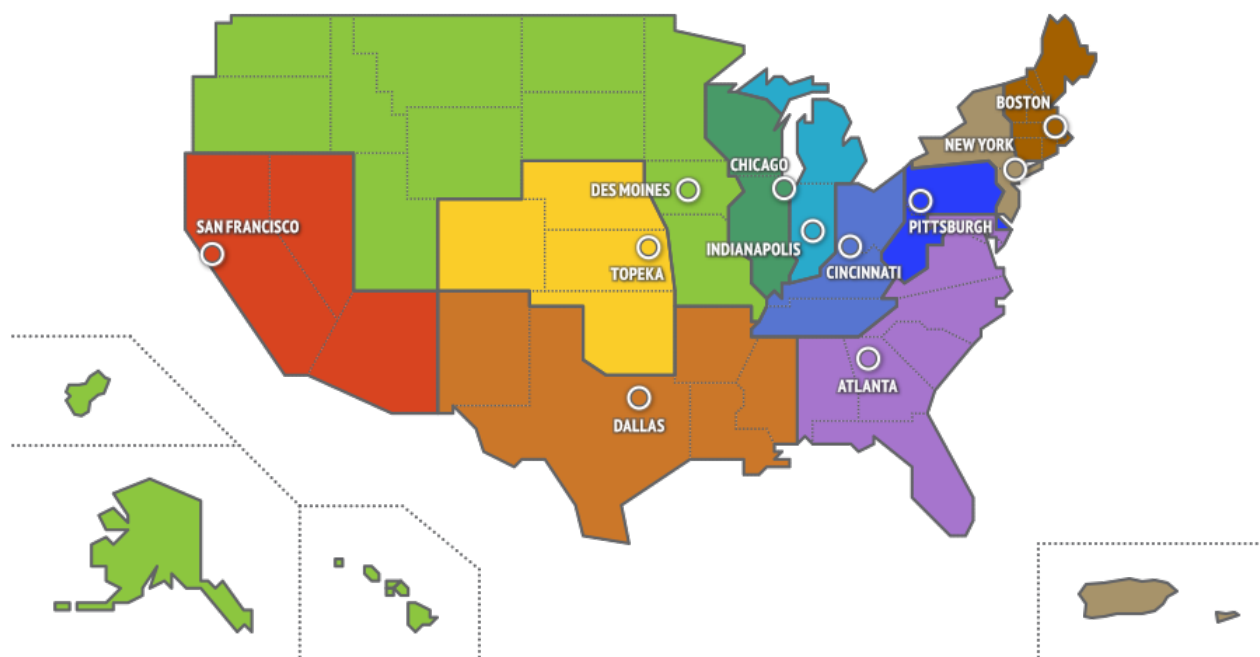 BOSTON
NEW YORK
CHICAGO
DES MOINES
SAN FRANCISCO
PITTSBURGH
INDIANAPOLIS
TOPEKA
CINCINNATI
ATLANTA
DALLAS